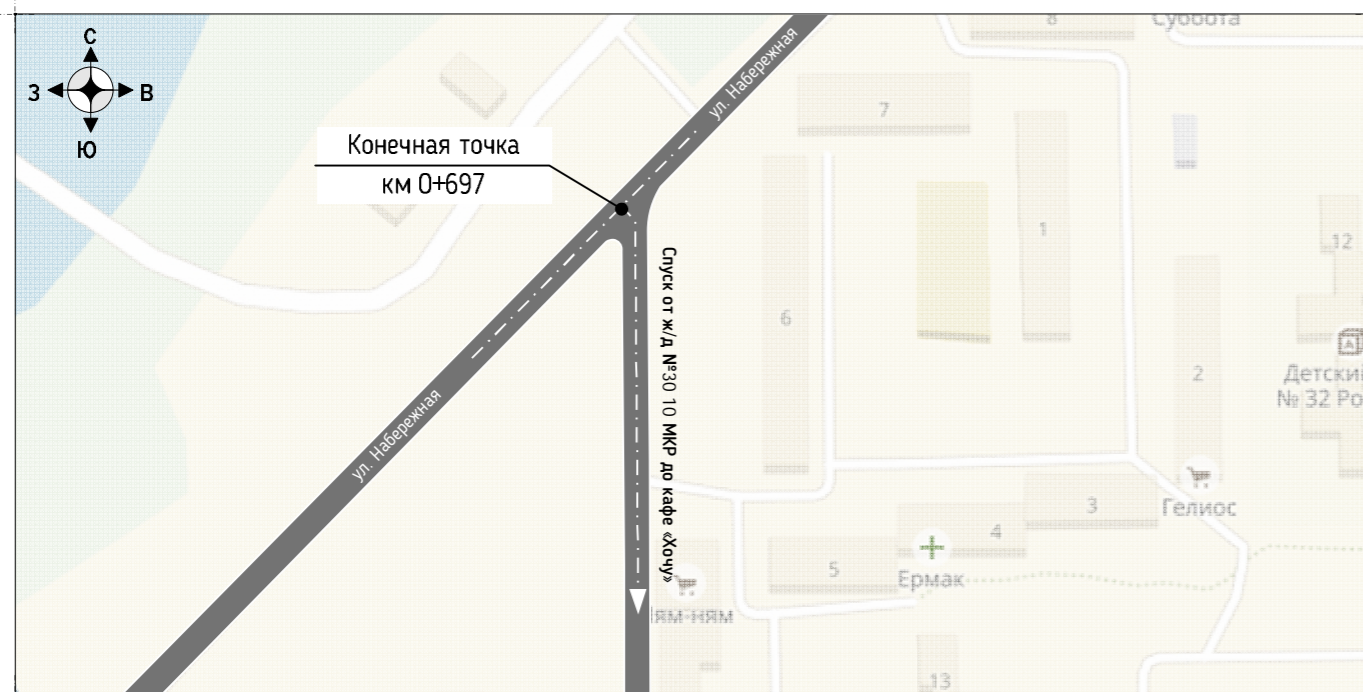 С
З
В
Ю
8
Суббота
ул. Набережная
7
Конечная точка
км 0+697
1
12
Спуск от ж/д №30 10 МКР до кафе «Хочу»
6
2
Детский
№ 32 Ро
ул. Набережная
3
Гелиос
4
5
Ермак
Ням-ням
13